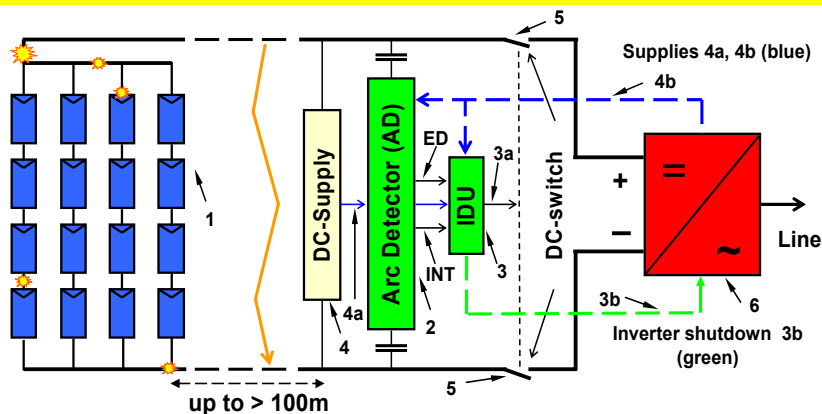 5
Supplies 4a, 4b (blue)
4b
ED
3a
DC-Supply
Arc Detector (AD)
IDU
DC-switch
+
=
1
−
Line
INT
~
3
4a
2
3b
6
4
Inverter shutdown 3b
(green)
5
up to > 100m